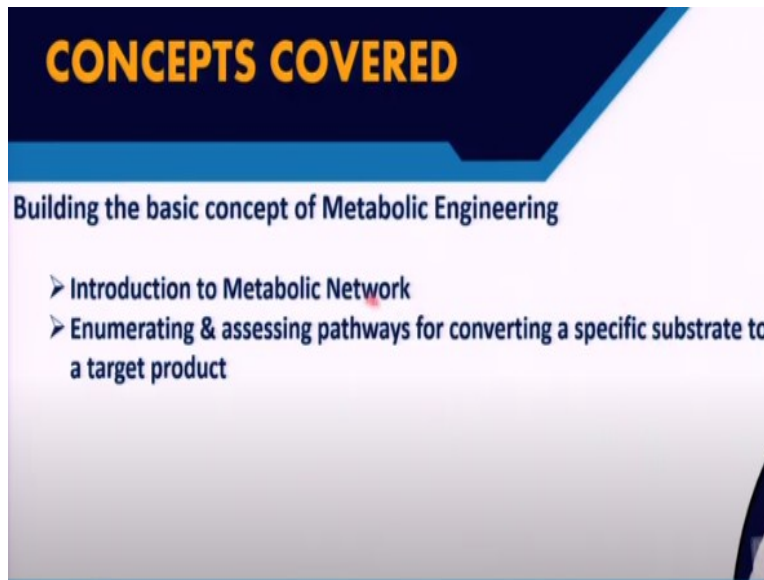 CONCEPTS COVERED
Building the basic concept of Metabolic Engineering
➤ Introduction to Metabolic Network
➤ Enumerating & assessing pathways for converting a specific substrate to
a target product